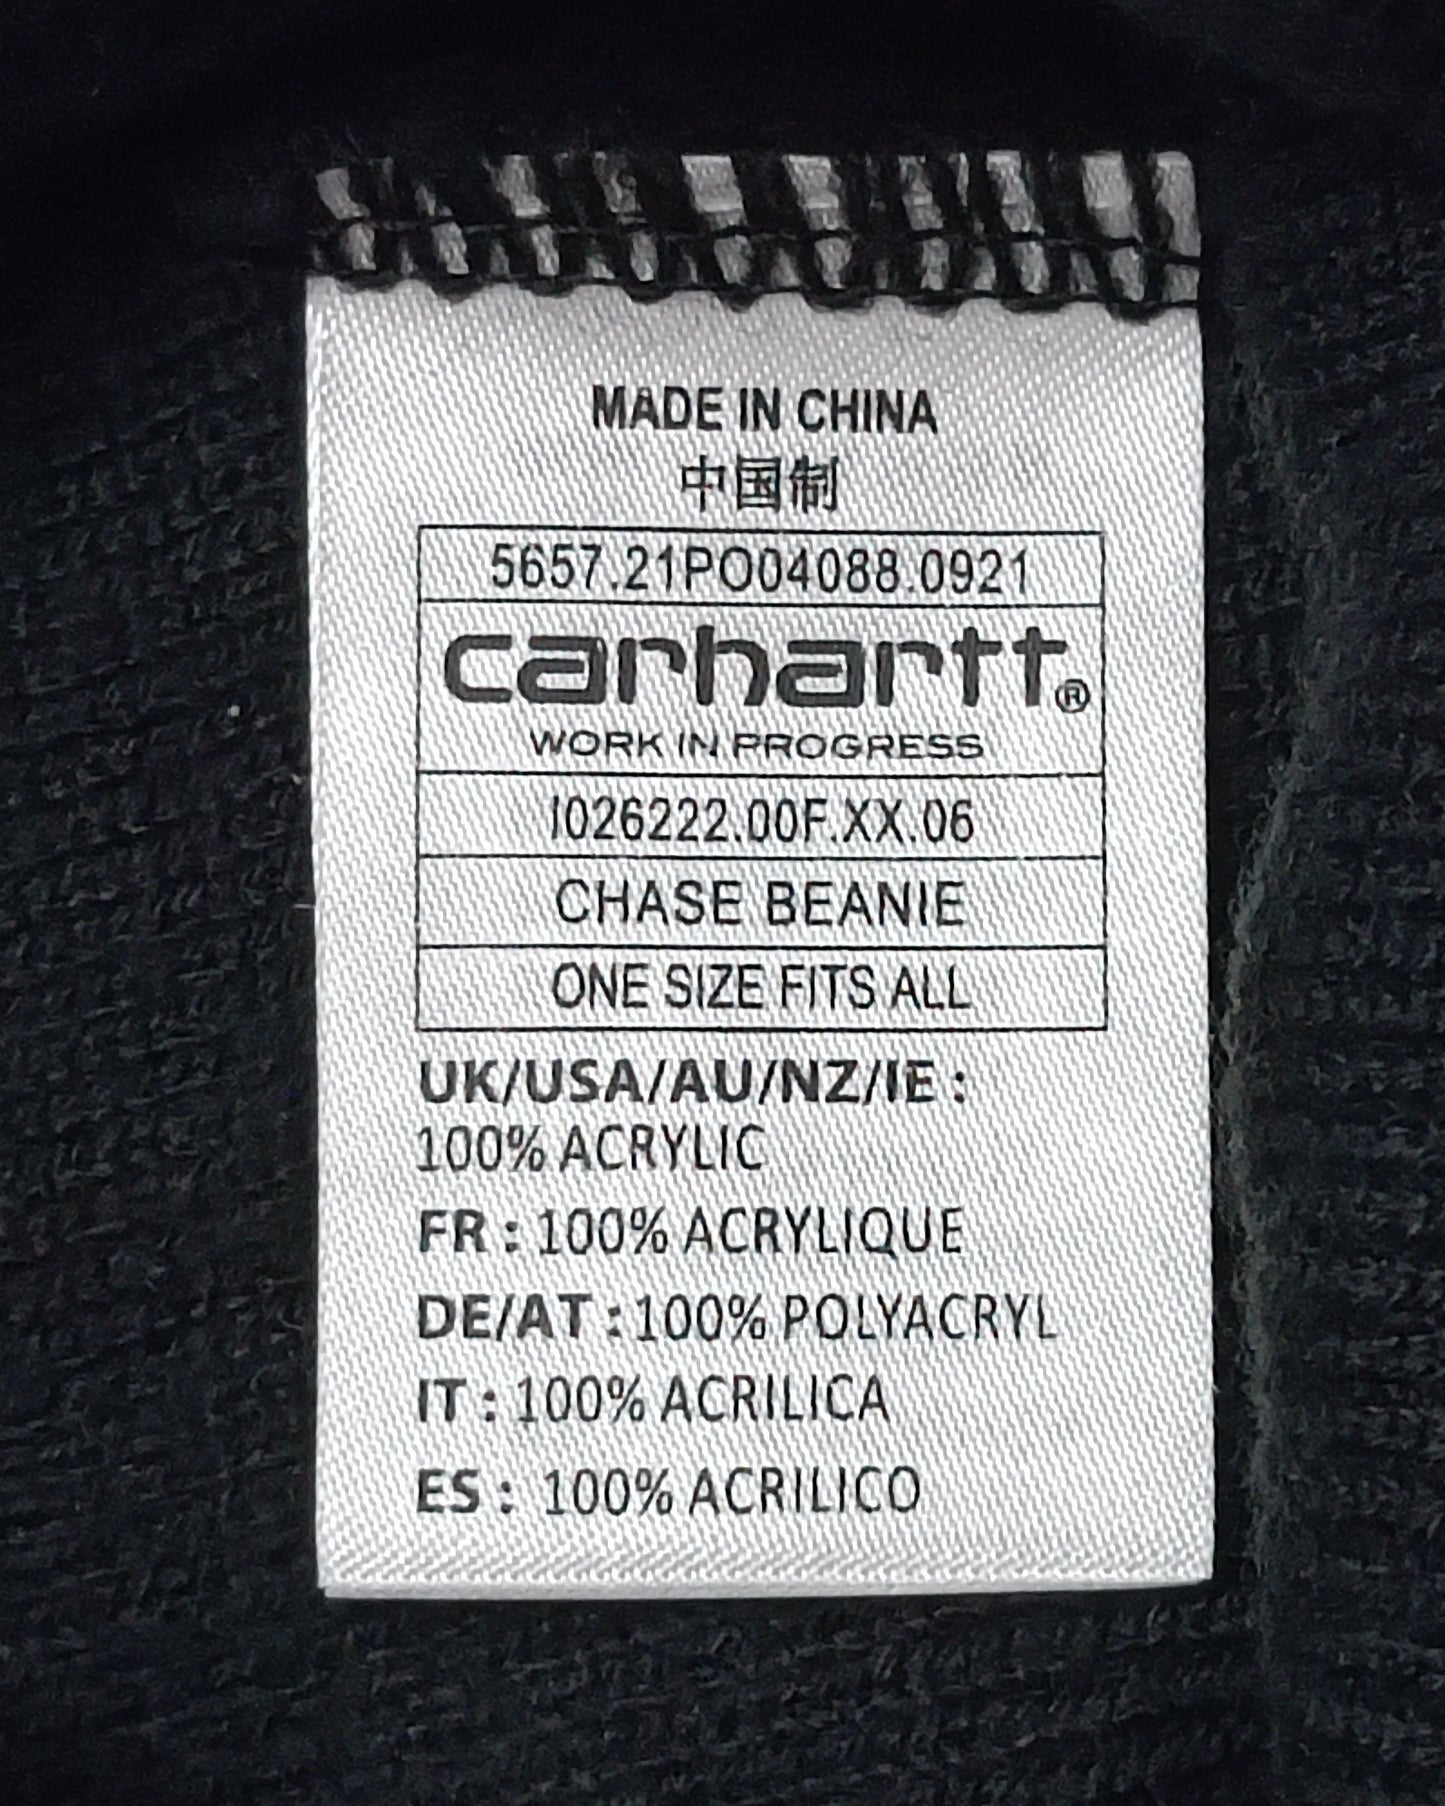 MADE IN CHINA
中国制
5657.21PO04088.0921
carhartt®
WORK IN PROGRESS
I026222.00F.XX.06
CHASE BEANIE
ONE SIZE FITS ALL
UK/USA/AU/NZ/IE :
100% ACRYLIC
FR : 100% ACRYLIQUE
DE/AT : 100% POLYACRYL
IT : 100% ACRILICA
ES : 100% ACRILICO